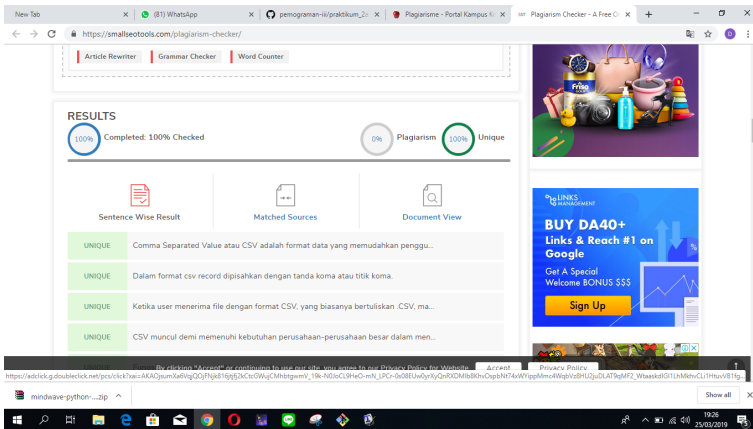 New Tab
(81) WhatsApp
pemograman-iii/praktikum_2a
Plagiarisme - Portal Kampus K
Plagiarism Checker - A Free O
https://smallseotools.com/plagiarism-checker/
Article Rewriter
Grammar Checker
Word Counter
Friso
RESULTS
100%
Completed: 100% Checked
0%
Plagiarism
100%
Unique
Sentence Wise Result
Matched Sources
Document View
LINKS
MANAGEMENT
BUY DA40+
Links & Reach #1 on
Google
Get A Special
Welcome BONUS $$$
Sign Up
UNIQUE
Comma Separated Value atau CSV adalah format data yang memudahkan penggu...
UNIQUE
Dalam format csv record dipisahkan dengan tanda koma atau titik koma.
UNIQUE
Ketika user menerima file dengan format CSV, yang biasanya bertuliskan .CSV, ma...
UNIQUE
CSV muncul demi memenuhi kebutuhan perusahaan-perusahaan besar dalam men...
By clicking "Accept" or continuing to use our site, you agree to our Privacy Policy for Website
Accept
Privacy Policy
mindwave-python-....zip
Show all
19:26
25/03/2019